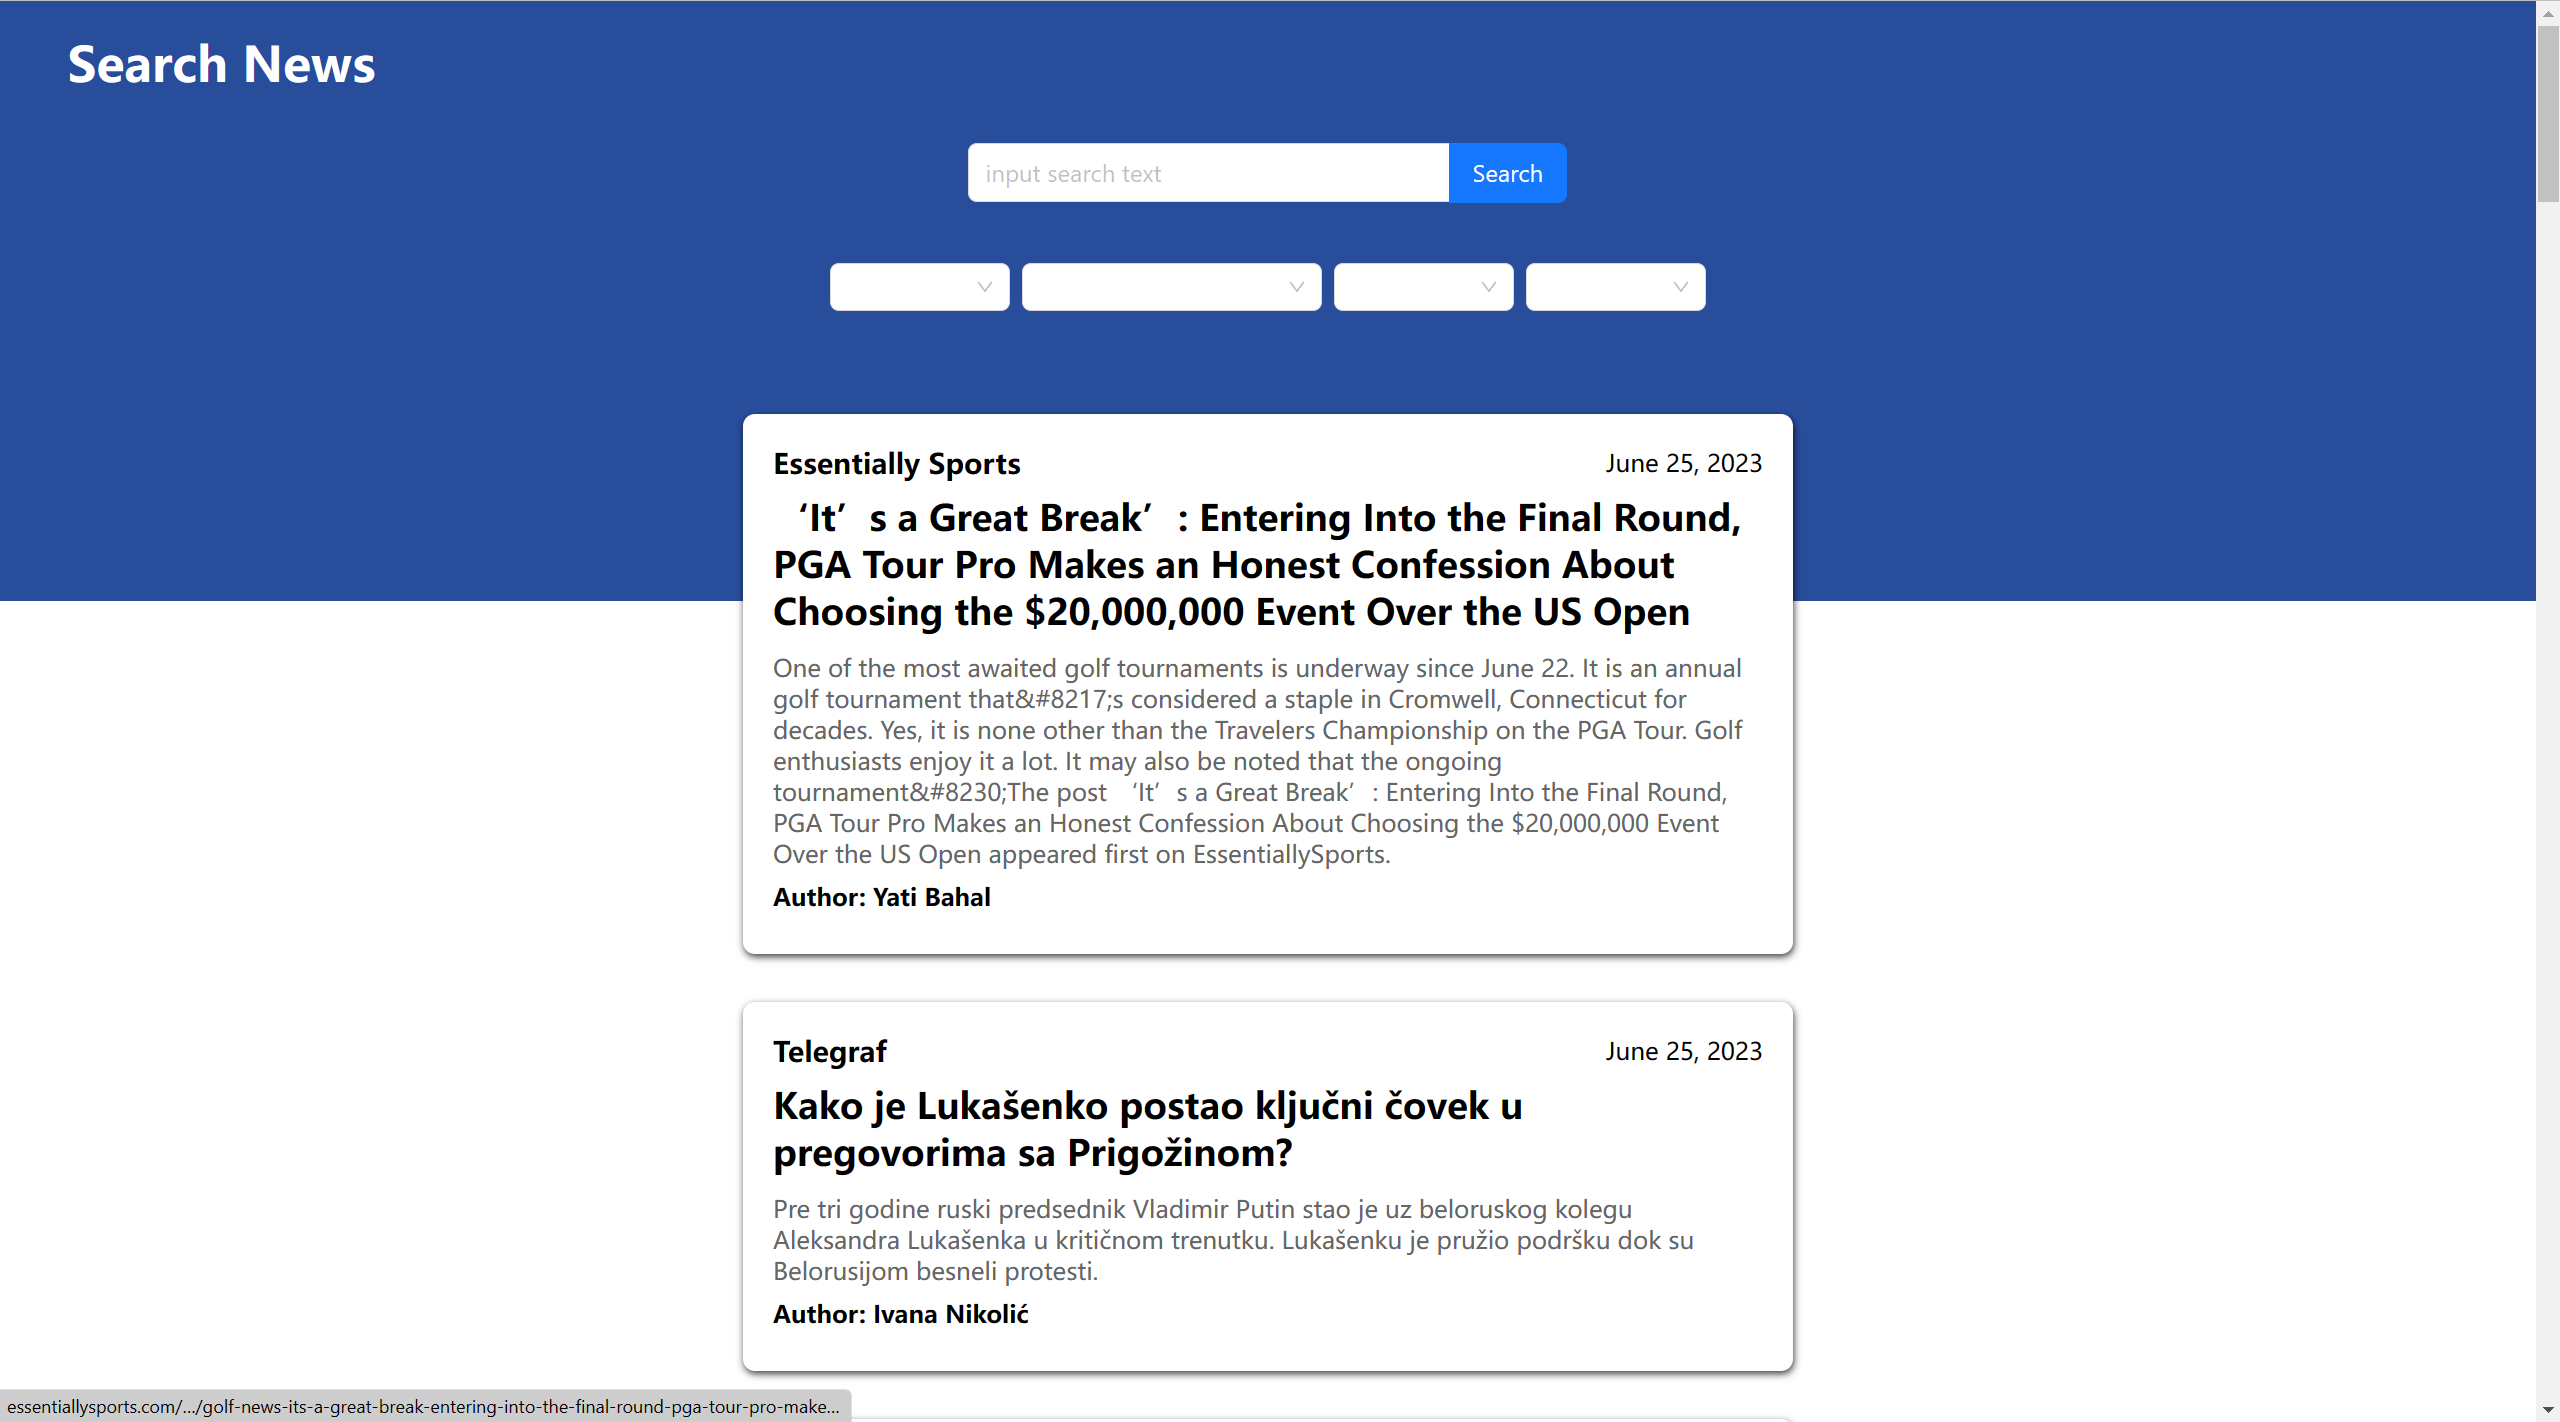 Search News
input search text
Search
Essentially Sports
June 25, 2023
‘It’s a Great Break’: Entering Into the Final Round,
PGA Tour Pro Makes an Honest Confession About
Choosing the $20,000,000 Event Over the US Open
One of the most awaited golf tournaments is underway since June 22. It is an annual
golf tournament that&#8217;s considered a staple in Cromwell, Connecticut for
decades. Yes, it is none other than the Travelers Championship on the PGA Tour. Golf
enthusiasts enjoy it a lot. It may also be noted that the ongoing
tournament&#8230;The post ‘It’s a Great Break’: Entering Into the Final Round,
PGA Tour Pro Makes an Honest Confession About Choosing the $20,000,000 Event
Over the US Open appeared first on EssentiallySports.
Author: Yati Bahal
Telegraf
June 25, 2023
Kako je Lukašenko postao ključni čovek u
pregovorima sa Prigožinom?
Pre tri godine ruski predsednik Vladimir Putin stao je uz beloruskog kolegu
Aleksandra Lukašenka u kritičnom trenutku. Lukašenku je pružio podršku dok su
Belorusijom besneli protesti.
Author: Ivana Nikolić
essentiallysports.com/.../golf-news-its-a-great-break-entering-into-the-final-round-pga-tour-pro-make...